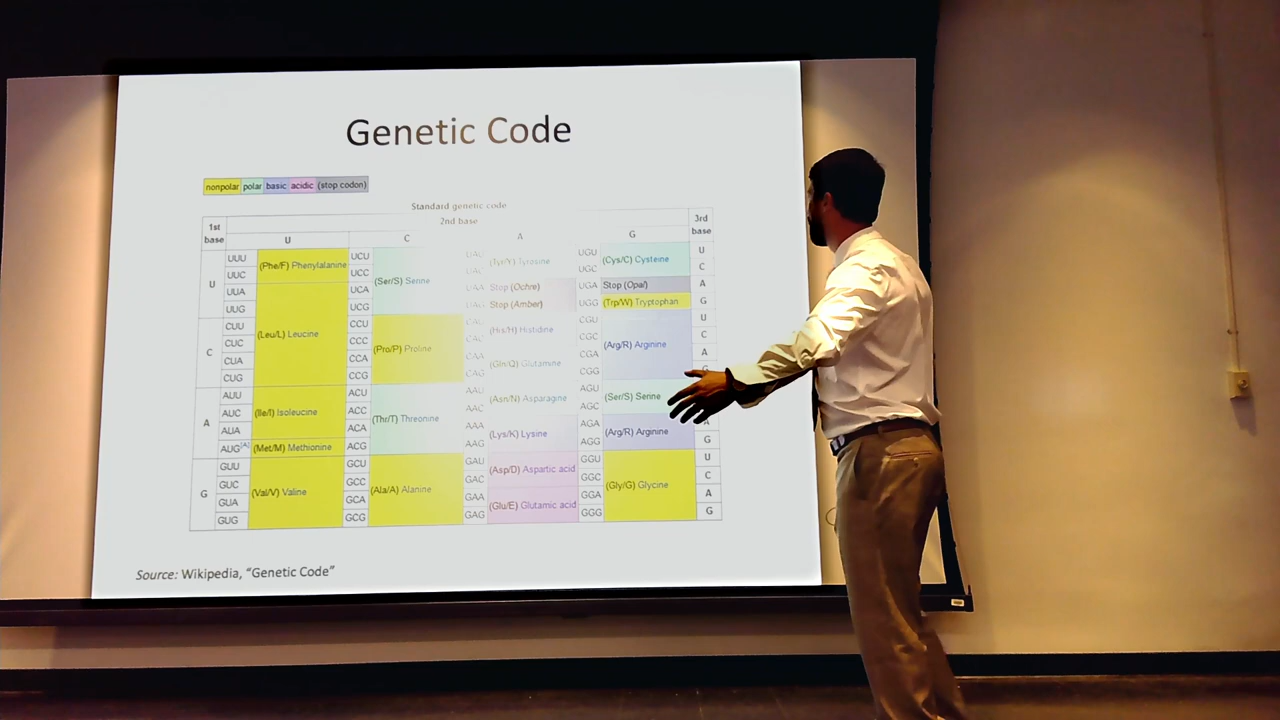 Genetic Code
nonpolar polar basic acidic (stop codon)
Standard genetic code
1st base 2nd base 3rd base
U C A G
U UUU (Phe/F) Phenylalanine UCU (Ser/S) Serine UAU (Tyr/Y) Tyrosine UGU (Cys/C) Cysteine U
UUC UCC UAC UGC C
UUA (Leu/L) Leucine UCA UAA Stop (Ochre) UGA Stop (Opal) A
UUG UCG UAG Stop (Amber) UGG (Trp/W) Tryptophan G
C CUU CCU (Pro/P) Proline CAU (His/H) Histidine CGU (Arg/R) Arginine U
CUC CCC CAC CGC C
CUA CCA CAA (Gln/Q) Glutamine CGA A
CUG CCG CAG CGG G
A AUU (Ile/I) Isoleucine ACU (Thr/T) Threonine AAU (Asn/N) Asparagine AGU (Ser/S) Serine
AUC ACC AAC AGC
AUA ACA AAA (Lys/K) Lysine AGA (Arg/R) Arginine A
AUG[A] (Met/M) Methionine ACG AAG AGG G
G GUU (Val/V) Valine GCU (Ala/A) Alanine GAU (Asp/D) Aspartic acid GGU (Gly/G) Glycine U
GUC GCC GAC GGC C
GUA GCA GAA (Glu/E) Glutamic acid GGA A
GUG GCG GAG GGG G
Source: Wikipedia, "Genetic Code"